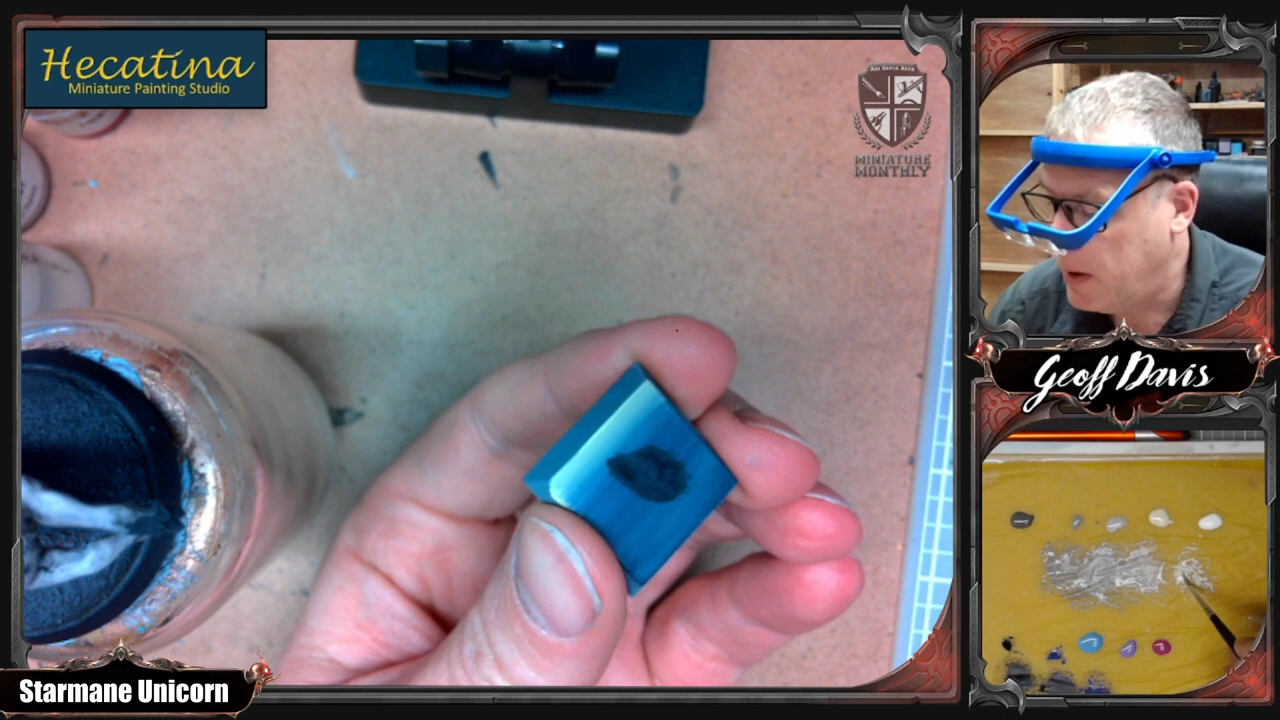 Hecatina
Miniature Painting Studio
MINIATURE
MONTHLY
Geoff Davis
Starmane Unicorn